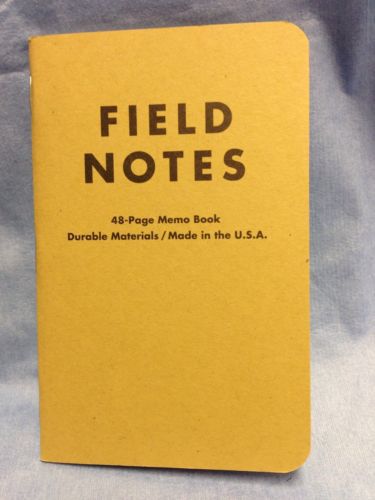 FIELD
NOTES
48-Page Memo Book
Durable Materials / Made in the U.S.A.